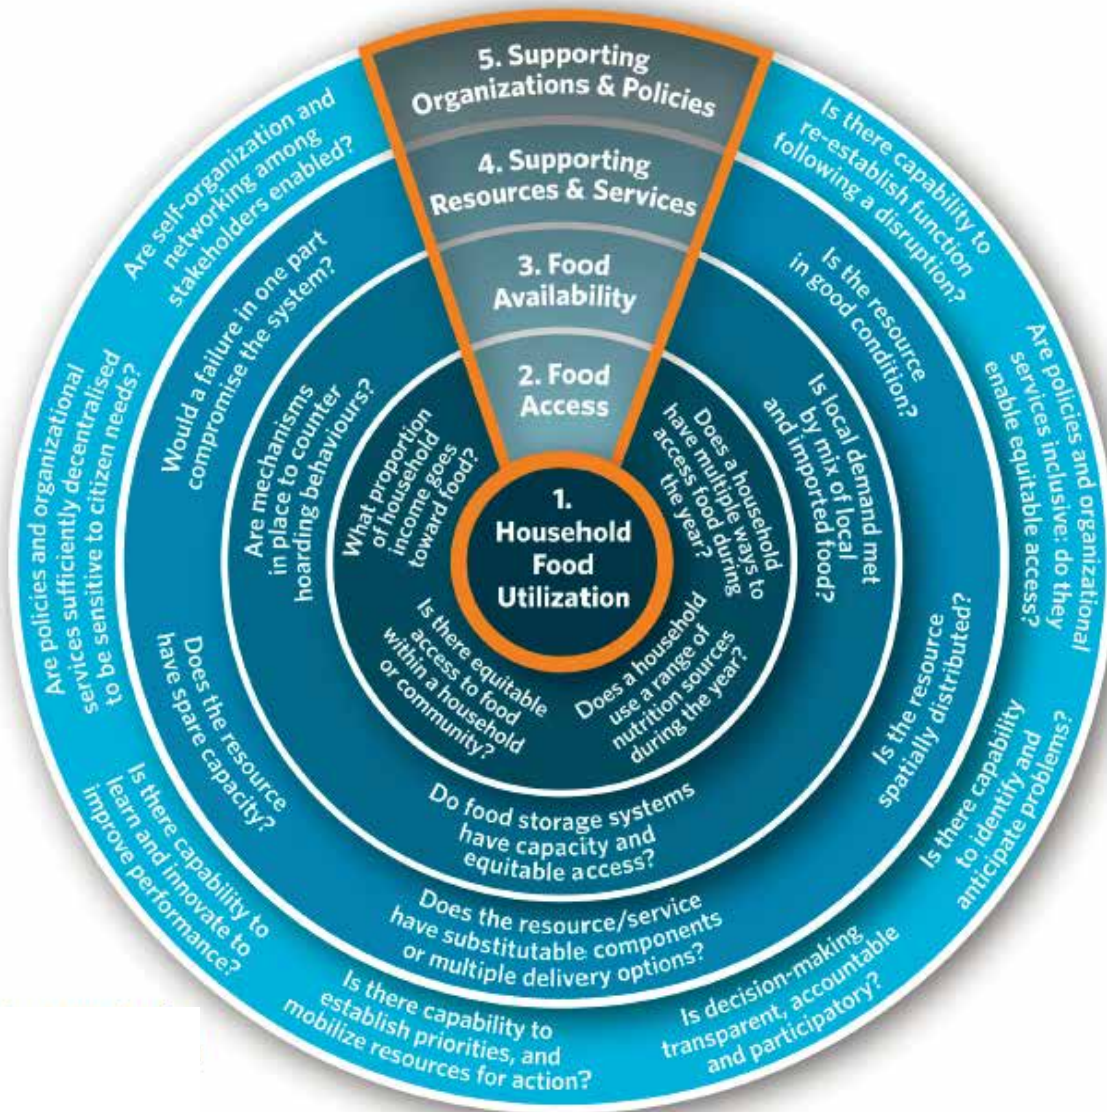 5. Supporting
Organizations & Policies
4. Supporting
Resources & Services
3. Food
Availability
2. Food
Access
1.
Household
Food
Utilization
Does a household
have multiple ways to
access food during
the year?
Does a household
use a range of
nutrition sources
during the year?
Is there equitable
access to food
within a household
or community?
What proportion
of household
income goes
toward food?
Is local demand met
by mix of local
and imported food?
Do food storage systems
have capacity and
equitable access?
Are mechanisms
in place to counter
hoarding behaviours?
Is the resource
in good condition?
Is the resource
spatially distributed?
Does the resource/service
have substitutable components
or multiple delivery options?
Does the resource
have spare capacity?
Would a failure in one part
compromise the system?
Is there capability to
re-establish function
following a disruption?
Are policies and organizational
services inclusive: do they
enable equitable access?
Is there capability
to identify and
anticipate problems?
Is decision-making
transparent, accountable
and participatory?
Is there capability to
establish priorities, and
mobilize resources for action?
Is there capability to
learn and innovate to
improve performance?
Are policies and organizational
services sufficiently decentralised
to be sensitive to citizen needs?
Are self-organization and
networking among
stakeholders enabled?